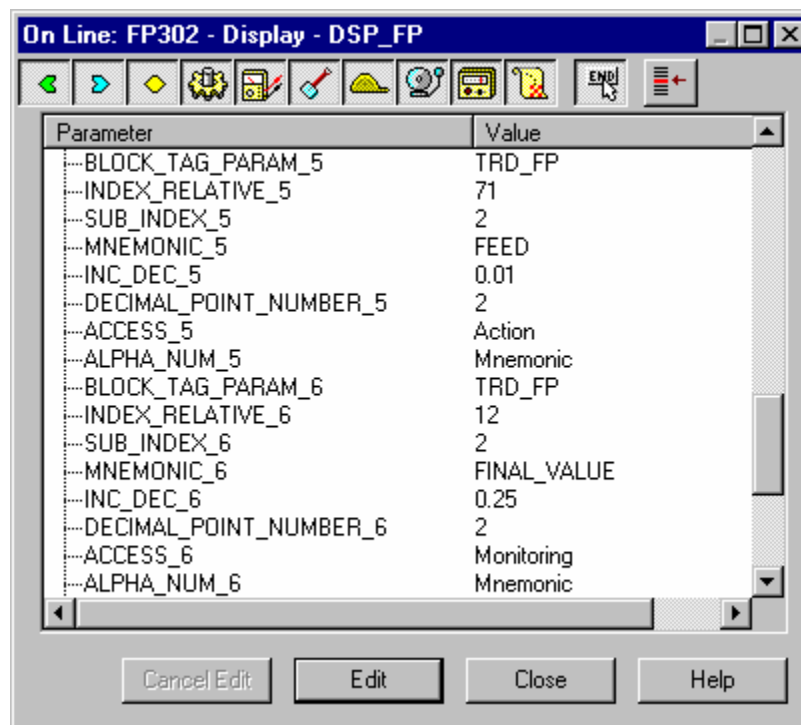 On Line: FP302 - Display - DSP_FP
END
Parameter Value
BLOCK_TAG_PARAM_5 TRD_FP
INDEX_RELATIVE_5 71
SUB_INDEX_5 2
MNEMONIC_5 FEED
INC_DEC_5 0.01
DECIMAL_POINT_NUMBER_5 2
ACCESS_5 Action
ALPHA_NUM_5 Mnemonic
BLOCK_TAG_PARAM_6 TRD_FP
INDEX_RELATIVE_6 12
SUB_INDEX_6 2
MNEMONIC_6 FINAL_VALUE
INC_DEC_6 0.25
DECIMAL_POINT_NUMBER_6 2
ACCESS_6 Monitoring
ALPHA_NUM_6 Mnemonic
Cancel Edit Edit Close Help